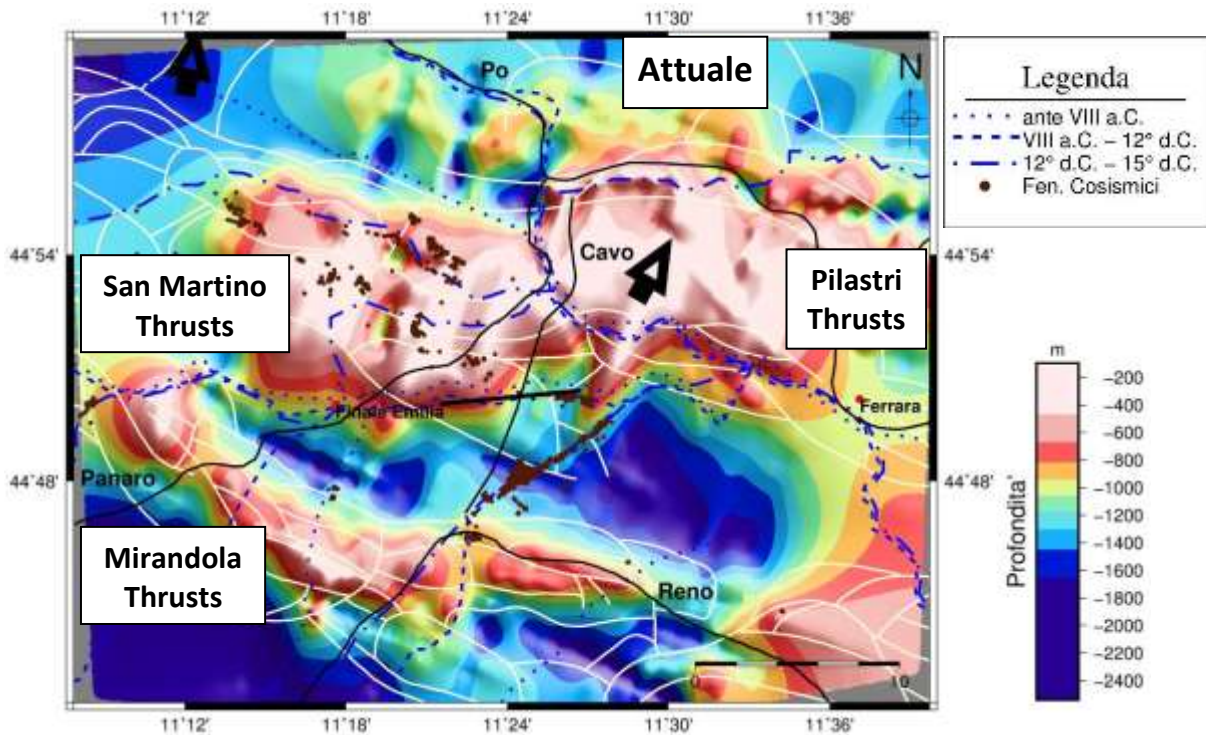 11°12' 11°18' 11°24' 11°30' 11°36'
Attuale
N
Po
Legenda
ante VIII a.C.
VIII a.C. – 12° d.C.
12° d.C. – 15° d.C.
Fen. Cosismici
44°54' 44°54'
San Martino
Thrusts
Cavo
Pilastri
Thrusts
Finale Emilia
Ferrara
Panaro
44°48' 44°48'
Mirandola
Thrusts
Reno
0 10
11°12' 11°18' 11°24' 11°30' 11°36'
m
−200
−400
−600
−800
−1000
−1200
−1400
−1600
−1800
−2000
−2200
−2400
Profondita'